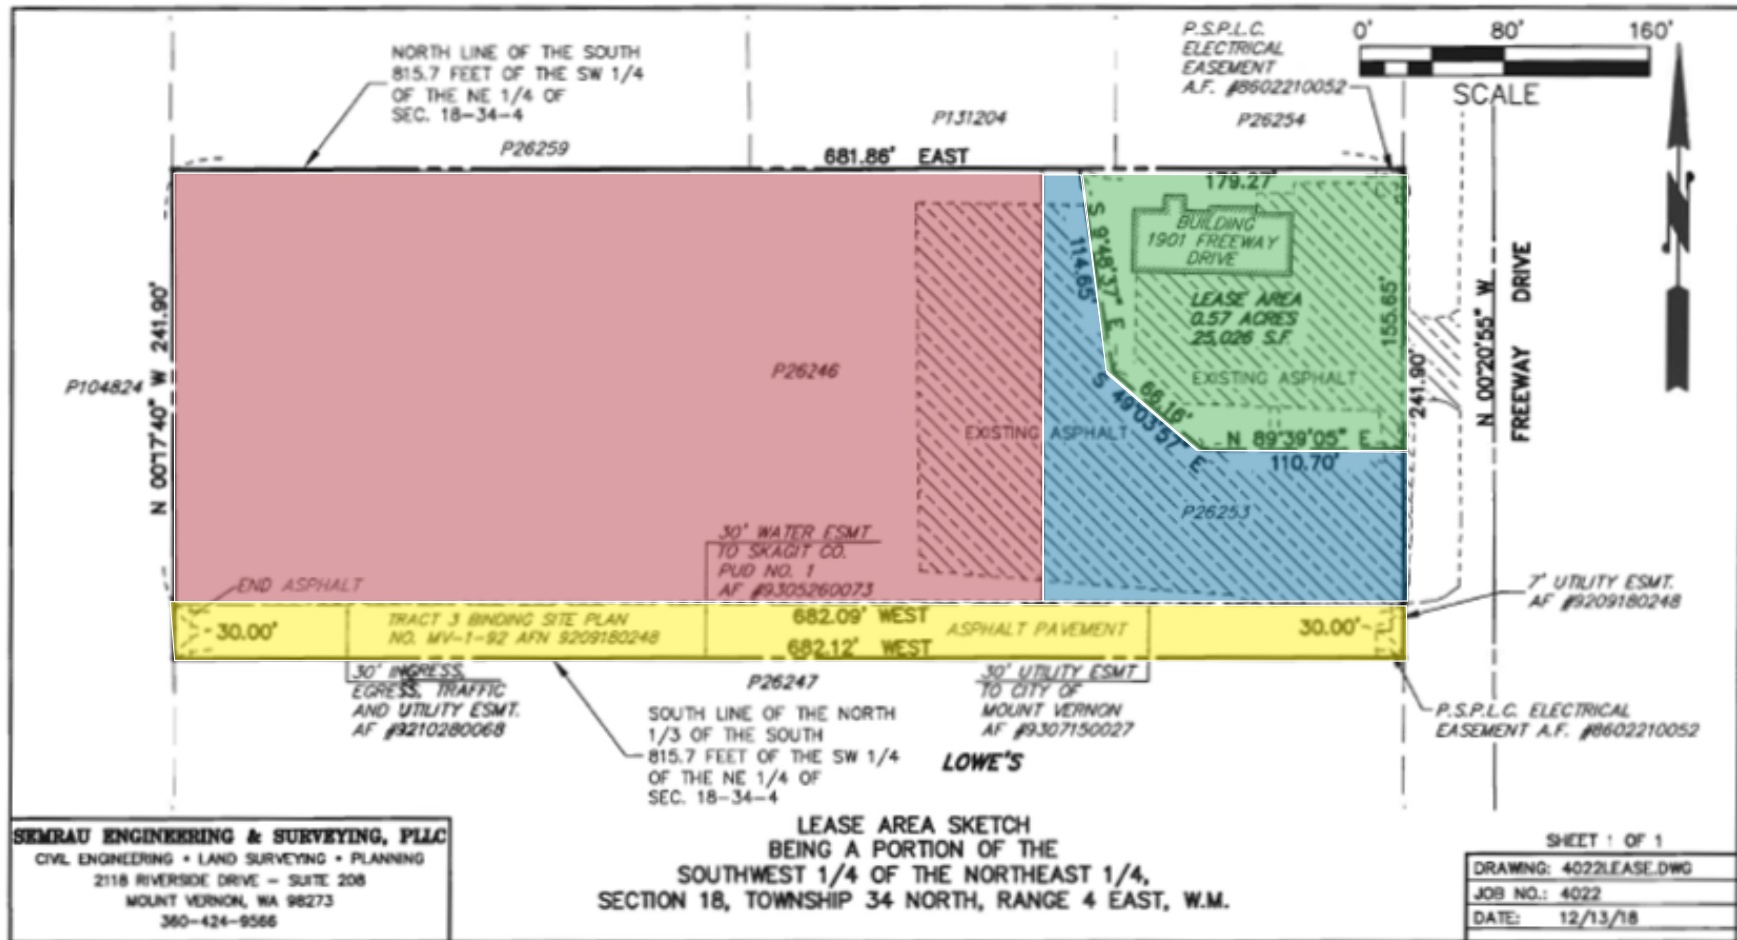 NORTH LINE OF THE SOUTH
815.7 FEET OF THE SW 1/4
OF THE NE 1/4 OF
SEC. 18-34-4
P.S.P.L.C.
ELECTRICAL
EASEMENT
A.F. #8602210052
0' 80' 160'
SCALE
P26259
P131204
P26254
681.86' EAST
179.27'
BUILDING
1901 FREEWAY
DRIVE
S 9°48'37" E
114.65'
LEASE AREA
0.57 ACRES
25,026 S.F.
155.65'
241.90'
N 00°20'55" W
FREEWAY DRIVE
P104824
N 00°17'40" W 241.90'
P26246
EXISTING ASPHALT
66.16'
S 49°03'57" E
EXISTING ASPHALT
N 89°39'05" E
110.70'
P26253
30' WATER ESMT
TO SKAGIT CO.
PUD NO. 1
AF #9305260073
END ASPHALT
7' UTILITY ESMT.
AF #9209180248
30.00'
TRACT 3 BINDING SITE PLAN
NO. MV-1-92 AFN 9209180248
682.09' WEST
682.12' WEST
ASPHALT PAVEMENT
30.00'
30' INGRESS,
EGRESS, TRAFFIC
AND UTILITY ESMT.
AF #9210280068
P26247
SOUTH LINE OF THE NORTH
1/3 OF THE SOUTH
815.7 FEET OF THE SW 1/4
OF THE NE 1/4 OF
SEC. 18-34-4
30' UTILITY ESMT
TO CITY OF
MOUNT VERNON
AF #9307150027
LOWE'S
P.S.P.L.C. ELECTRICAL
EASEMENT A.F. #8602210052
SEMRAU ENGINEERING & SURVEYING, PLLC
CIVIL ENGINEERING • LAND SURVEYING • PLANNING
2118 RIVERSIDE DRIVE - SUITE 208
MOUNT VERNON, WA 98273
360-424-9566
LEASE AREA SKETCH
BEING A PORTION OF THE
SOUTHWEST 1/4 OF THE NORTHEAST 1/4,
SECTION 18, TOWNSHIP 34 NORTH, RANGE 4 EAST, W.M.
SHEET 1 OF 1
DRAWING: 4022LEASE.DWG
JOB NO.: 4022
DATE: 12/13/18